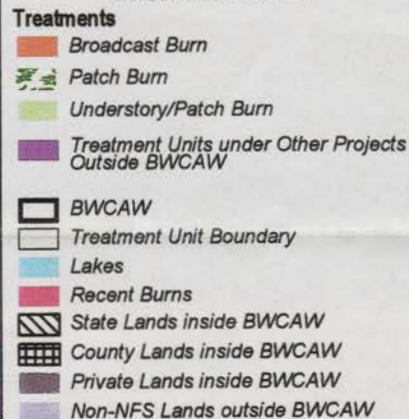 Treatments
Broadcast Burn
Patch Burn
Understory/Patch Burn
Treatment Units under Other Projects
Outside BWCAW
BWCAW
Treatment Unit Boundary
Lakes
Recent Burns
State Lands inside BWCAW
County Lands inside BWCAW
Private Lands inside BWCAW
Non-NFS Lands outside BWCAW